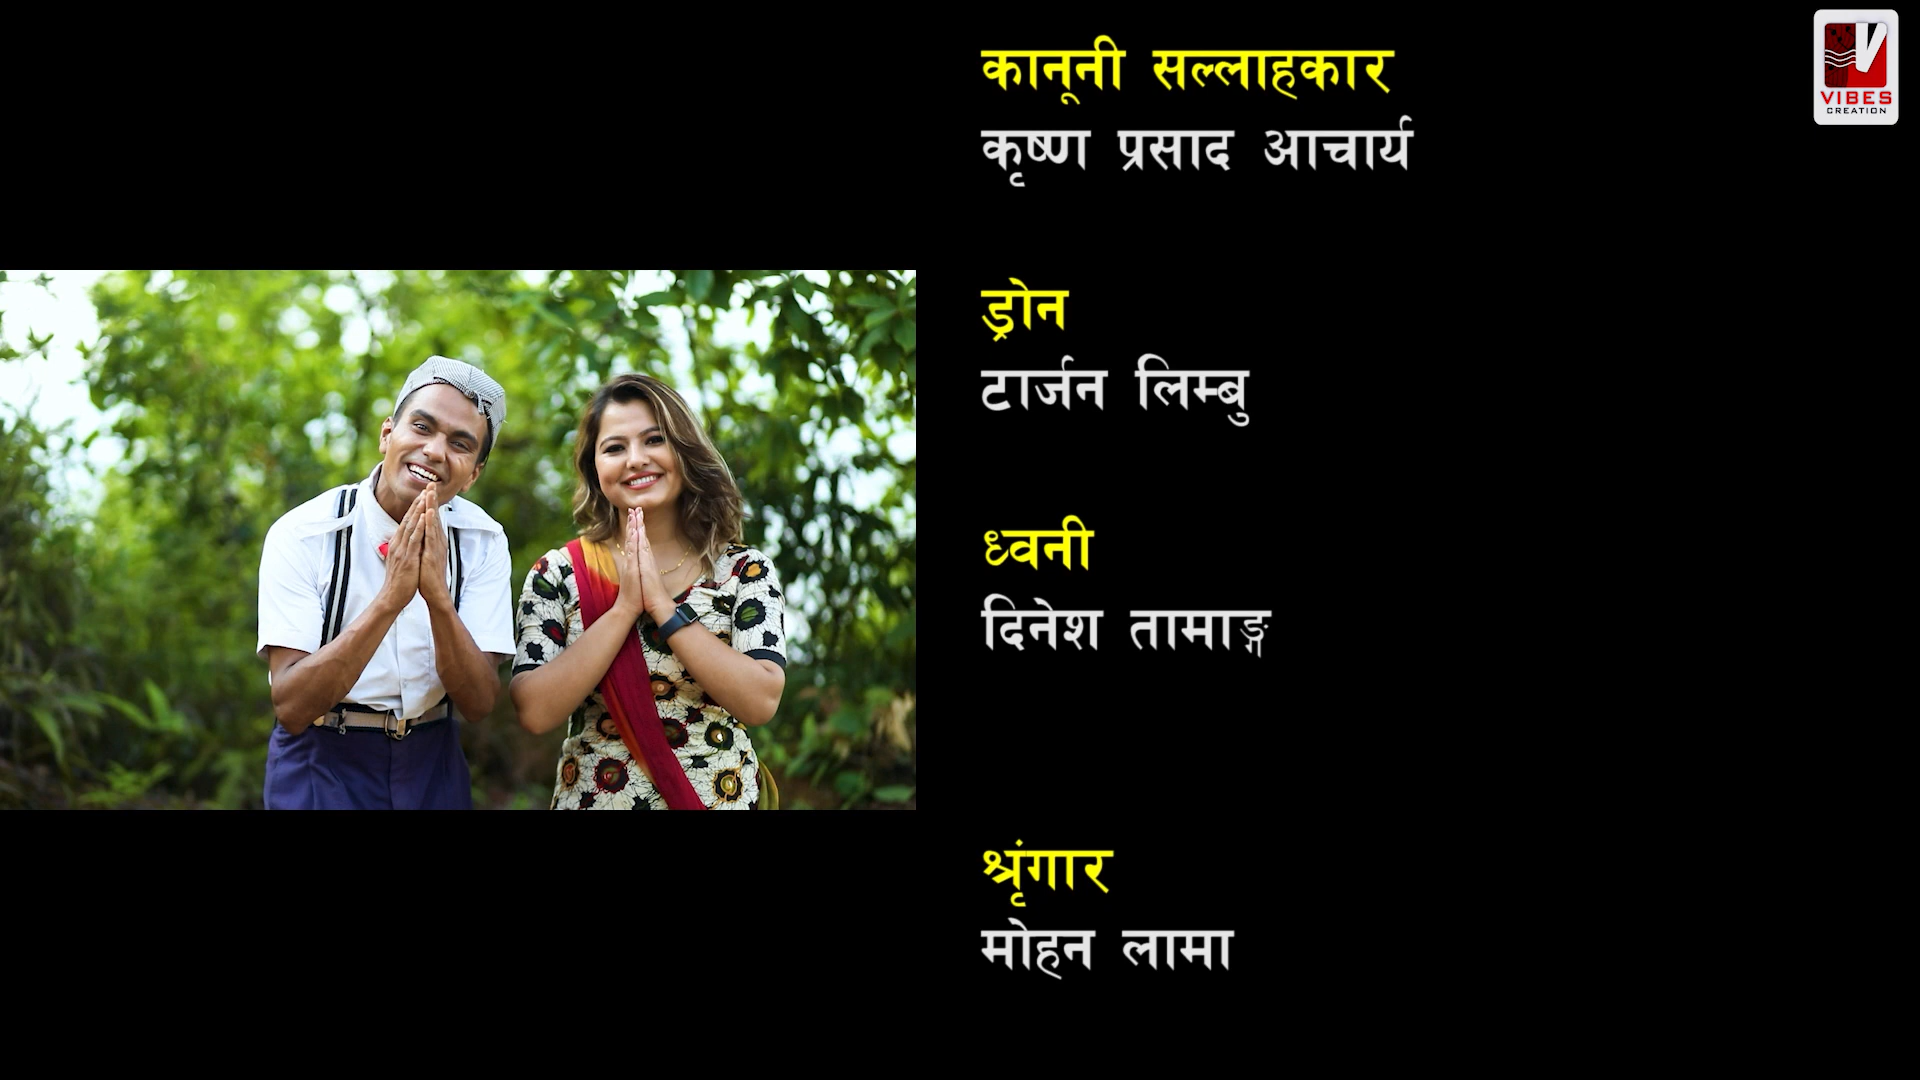 कानूनी सल्लाहकार
कृष्ण प्रसाद आचार्य
ड्रोन
टार्जन लिम्बु
ध्वनी
दिनेश तामाङ्ग
श्रृंगार
मोहन लामा
VIBES
CREATION